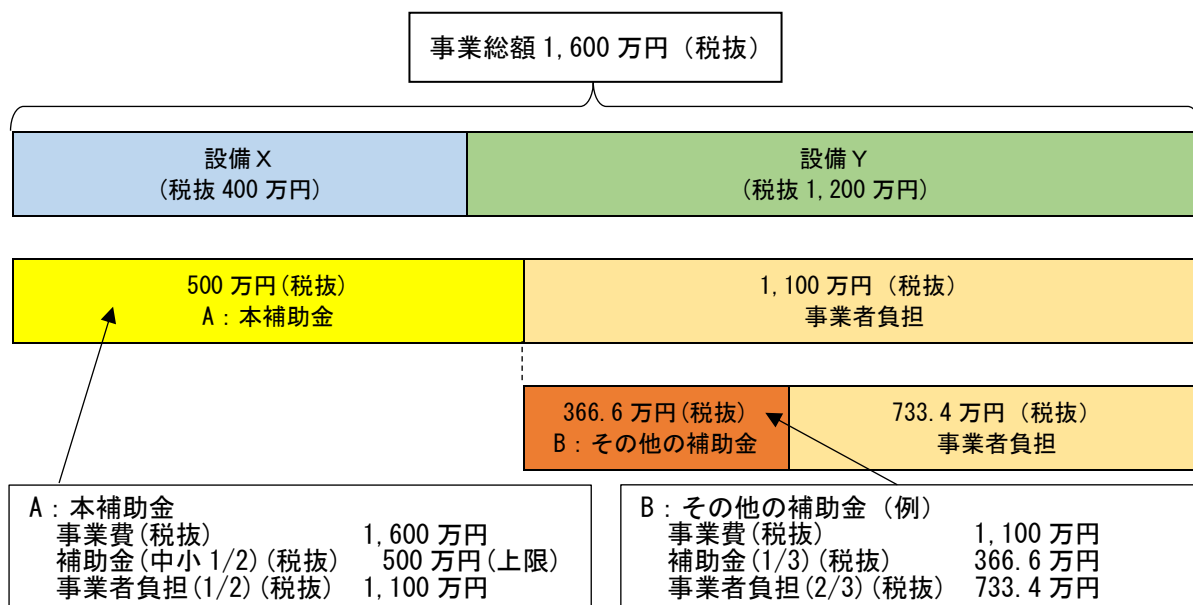 事業総額 1,600 万円（税抜）
設備Ｘ
(税抜 400 万円)
設備Ｙ
(税抜 1,200 万円)
500 万円(税抜)
A：本補助金
1,100 万円（税抜）
事業者負担
366.6 万円(税抜)
B：その他の補助金
733.4 万円（税抜）
事業者負担
A：本補助金
事業費(税抜) 1,600 万円
補助金(中小 1/2)(税抜) 500 万円(上限)
事業者負担(1/2)(税抜) 1,100 万円
B：その他の補助金（例）
事業費(税抜) 1,100 万円
補助金(1/3)(税抜) 366.6 万円
事業者負担(2/3)(税抜) 733.4 万円